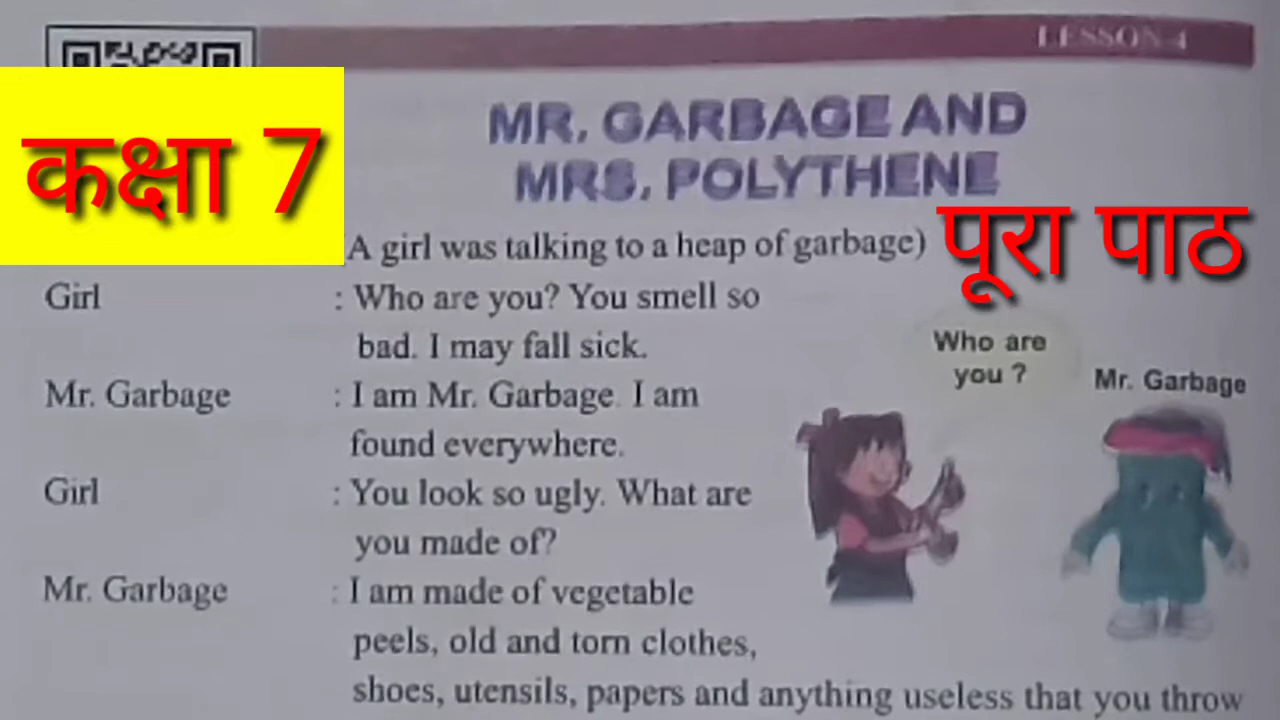 LESSON-4
कक्षा 7
MR. GARBAGE AND
MRS. POLYTHENE
पूरा पाठ
(A girl was talking to a heap of garbage)
Girl : Who are you? You smell so
bad. I may fall sick.
Mr. Garbage : I am Mr. Garbage. I am
found everywhere.
Girl : You look so ugly. What are
you made of?
Mr. Garbage : I am made of vegetable
peels, old and torn clothes,
shoes, utensils, papers and anything useless that you throw
Who are
you ?
Mr. Garbage